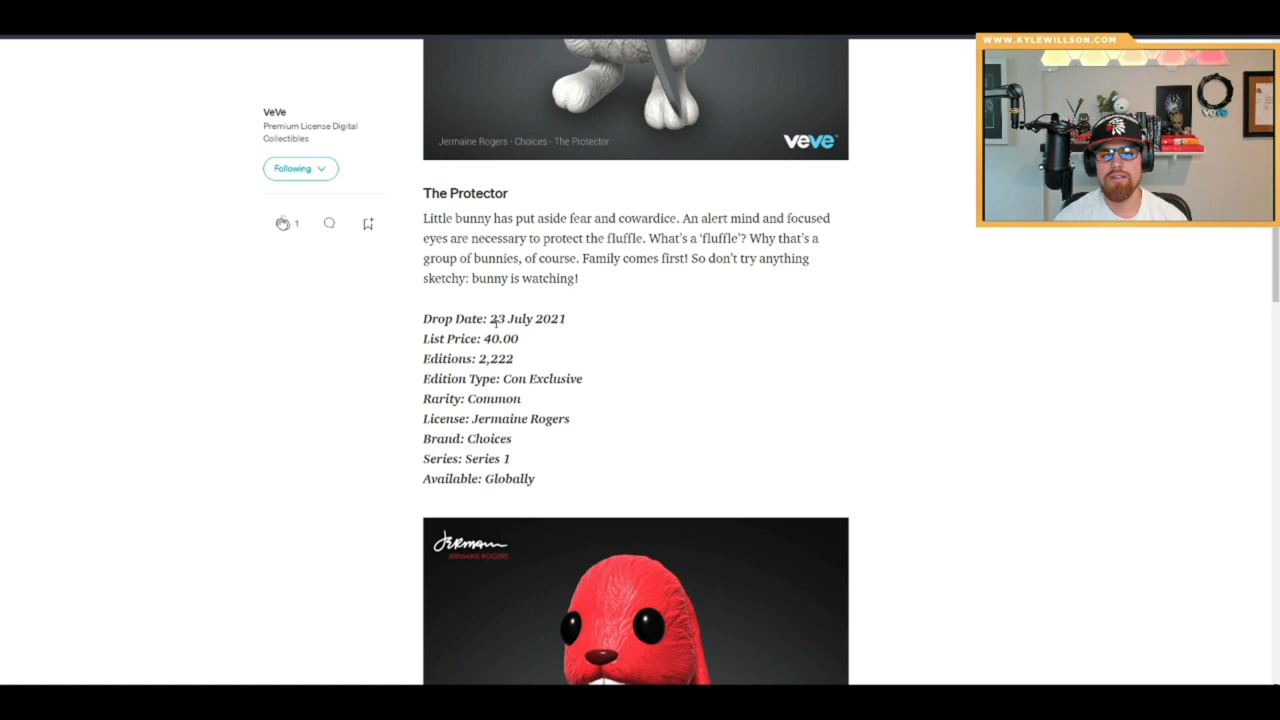 WWW.KYLEWILLSON.COM
VeVe
Premium License Digital
Collectibles
Following
1
Jermaine Rogers - Choices - The Protector
veve
veve
The Protector
Little bunny has put aside fear and cowardice. An alert mind and focused
eyes are necessary to protect the fluffle. What's a 'fluffle'? Why that's a
group of bunnies, of course. Family comes first! So don't try anything
sketchy: bunny is watching!
Drop Date: 23 July 2021
List Price: 40.00
Editions: 2,222
Edition Type: Con Exclusive
Rarity: Common
License: Jermaine Rogers
Brand: Choices
Series: Series 1
Available: Globally
JERMAINE ROGERS